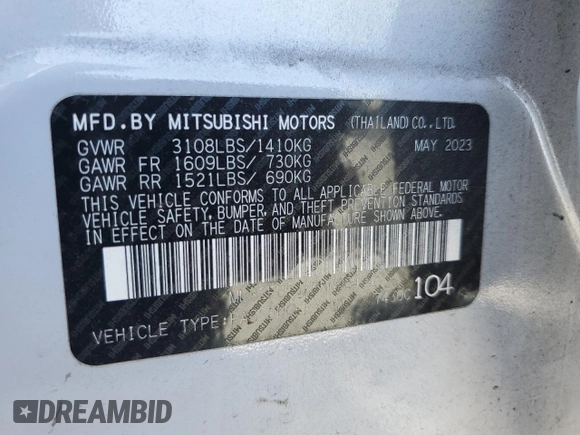 MFD.BY MITSUBISHI MOTORS (THAILAND)CO.,LTD.
GVWR 3108LBS/1410KG MAY 2023
GAWR FR 1609LBS/ 730KG
GAWR RR 1521LBS/ 690KG
THIS VEHICLE CONFORMS TO ALL APPLICABLE FEDERAL MOTOR
VEHICLE SAFETY, BUMPER, AND THEFT PREVENTION STANDARDS
IN EFFECT ON THE DATE OF MANUFACTURE SHOWN ABOVE.
104
VEHICLE TYPE:
DREAMBID